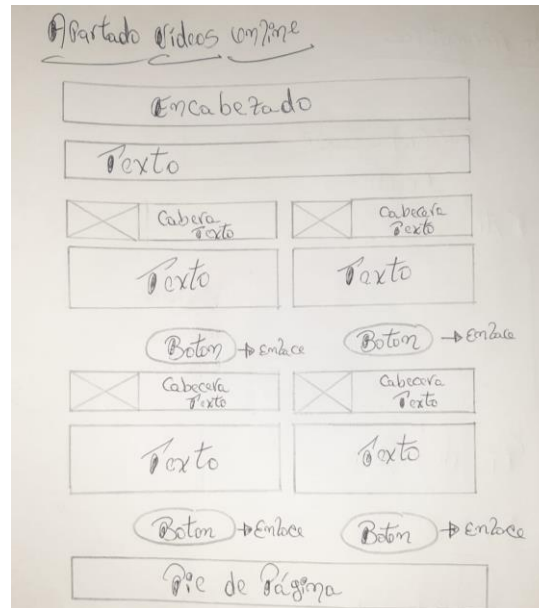 Apartado Vídeos online
Encabezado
Texto
Cabecera
Texto
Cabecera
Texto
Texto
Texto
Boton → Enlace
Boton → Enlace
Cabecera
Texto
Cabecera
Texto
Texto
Texto
Boton → Enlace
Boton → Enlace
Pie de Página